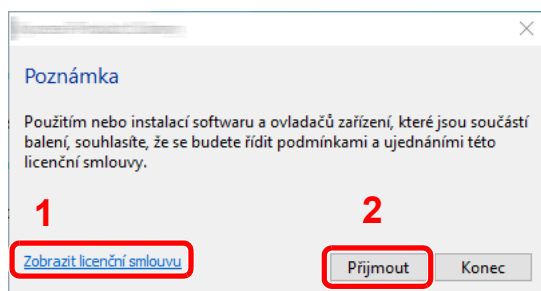 Poznámka
Použitím nebo instalací softwaru a ovladačů zařízení, které jsou součástí
balení, souhlasíte, že se budete řídit podmínkami a ujednáními této
licenční smlouvy.
1
2
Zobrazit licenční smlouvu
Přijmout
Konec